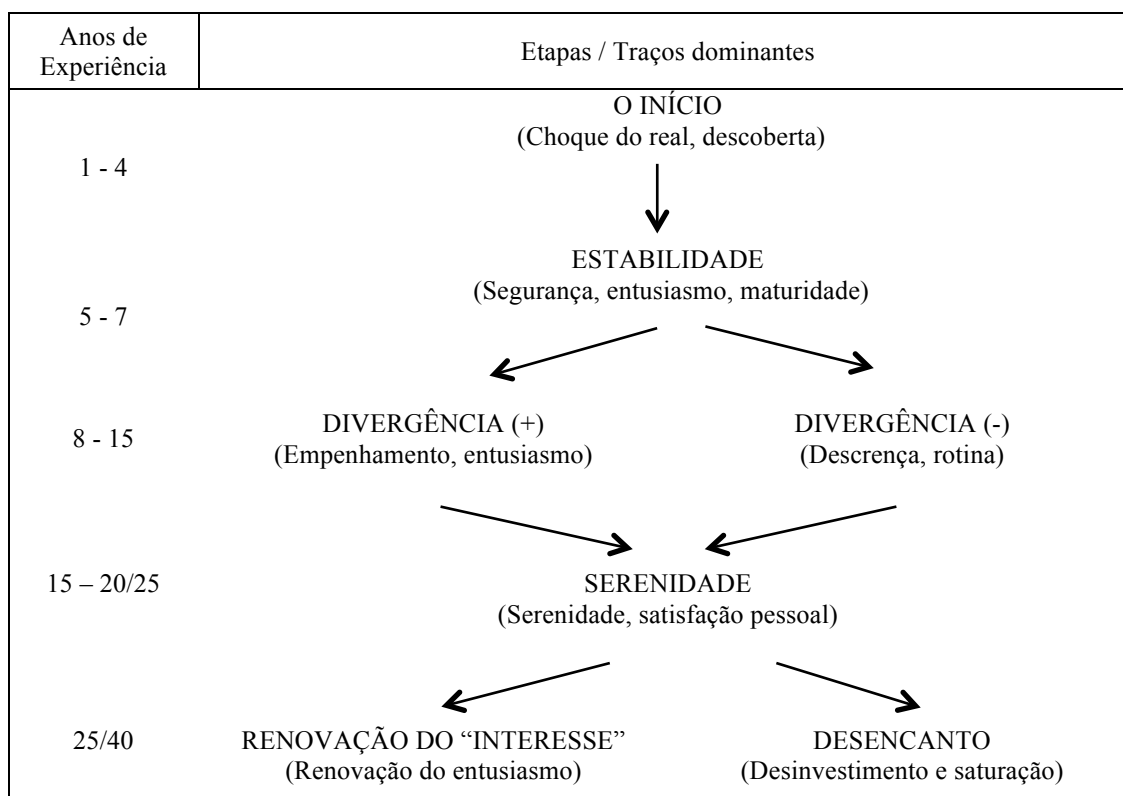 Anos de
Experiência
Etapas / Traços dominantes
O INÍCIO
(Choque do real, descoberta)
1 - 4
ESTABILIDADE
(Segurança, entusiasmo, maturidade)
5 - 7
DIVERGÊNCIA (+)
(Empenhamento, entusiasmo)
DIVERGÊNCIA (-)
(Descrença, rotina)
8 - 15
SERENIDADE
(Serenidade, satisfação pessoal)
15 – 20/25
RENOVAÇÃO DO “INTERESSE”
(Renovação do entusiasmo)
DESENCANTO
(Desinvestimento e saturação)
25/40